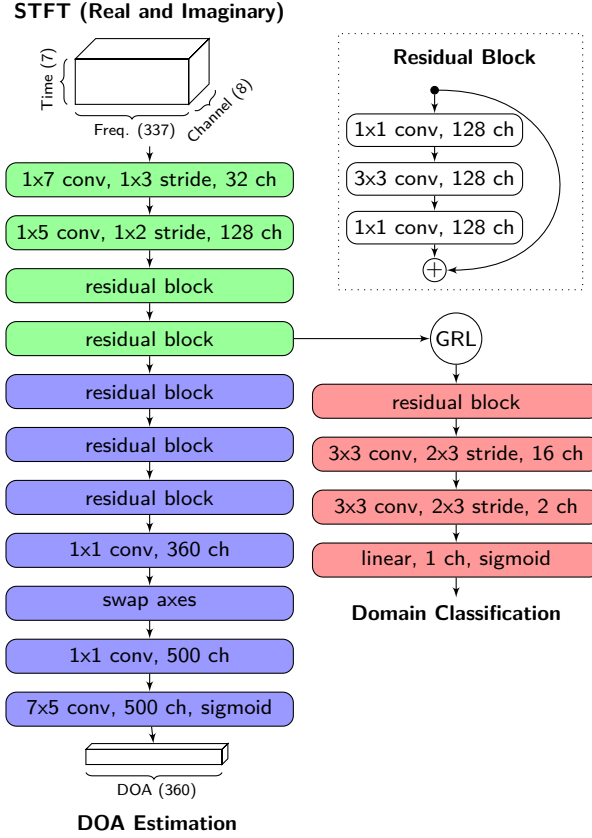 STFT (Real and Imaginary)
Time (7)
Freq. (337)
Channel (8)
1x7 conv, 1x3 stride, 32 ch
1x5 conv, 1x2 stride, 128 ch
residual block
residual block
residual block
residual block
residual block
1x1 conv, 360 ch
swap axes
1x1 conv, 500 ch
7x5 conv, 500 ch, sigmoid
DOA (360)
DOA Estimation
Residual Block
1x1 conv, 128 ch
3x3 conv, 128 ch
1x1 conv, 128 ch
+
GRL
residual block
3x3 conv, 2x3 stride, 16 ch
3x3 conv, 2x3 stride, 2 ch
linear, 1 ch, sigmoid
Domain Classification